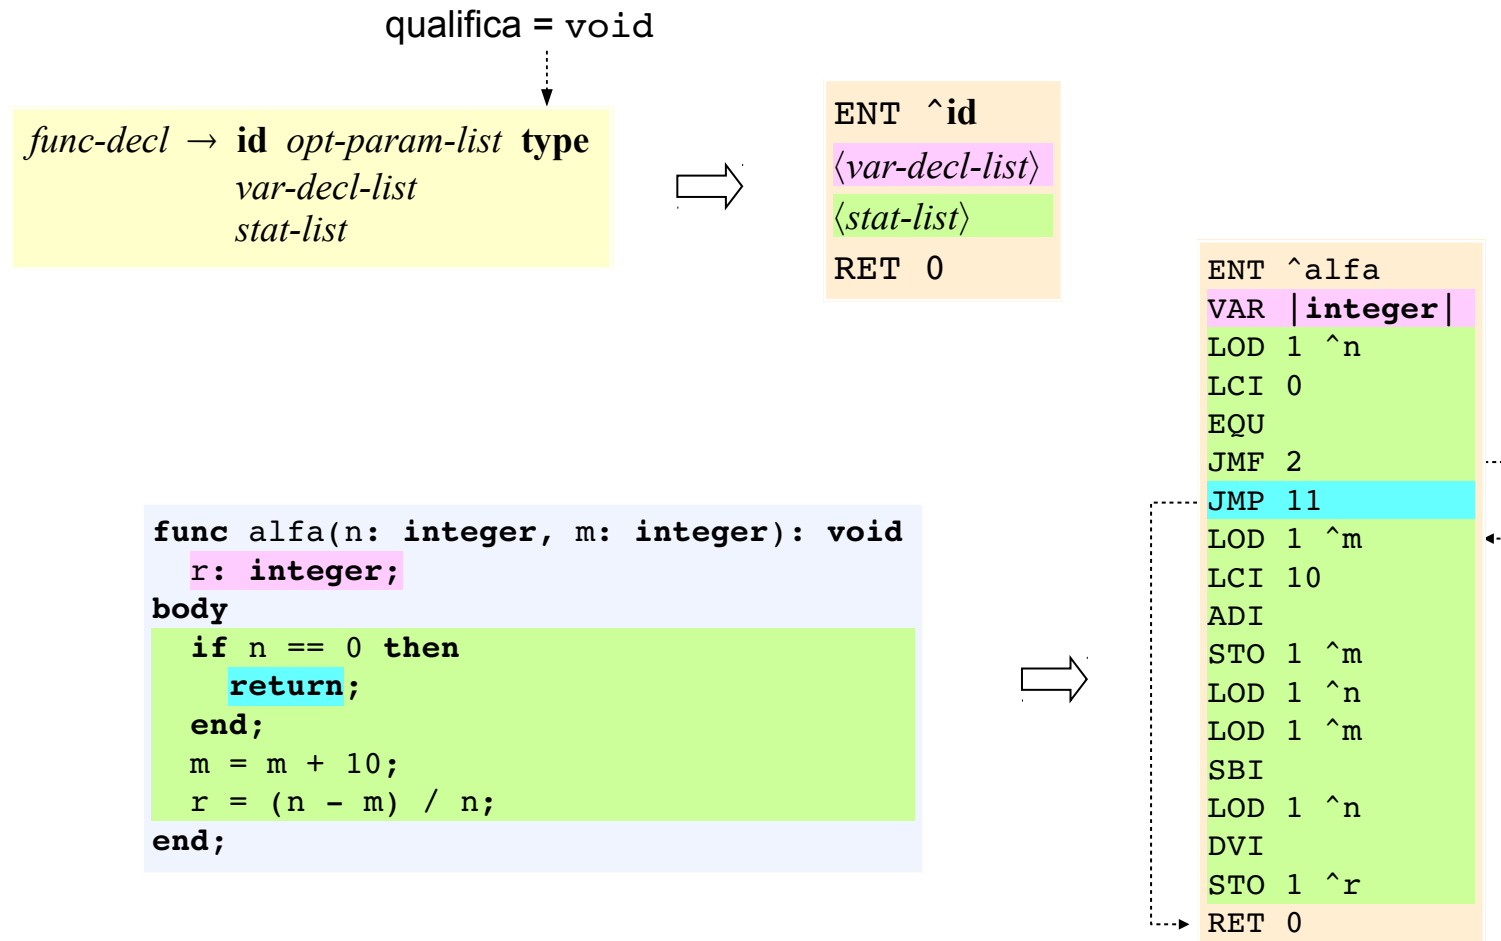 qualifica = void
func-decl → id opt-param-list type
var-decl-list
stat-list
ENT ^id
⟨var-decl-list⟩
⟨stat-list⟩
RET 0
func alfa(n: integer, m: integer): void
r: integer;
body
if n == 0 then
return;
end;
m = m + 10;
r = (n – m) / n;
end;
ENT ^alfa
VAR |integer|
LOD 1 ^n
LCI 0
EQU
JMF 2
JMP 11
LOD 1 ^m
LCI 10
ADI
STO 1 ^m
LOD 1 ^n
LOD 1 ^m
SBI
LOD 1 ^n
DVI
STO 1 ^r
RET 0